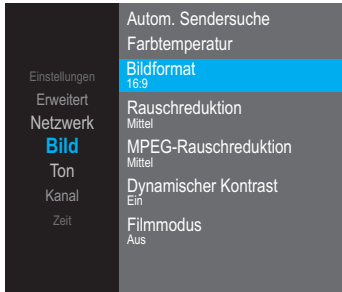 Einstellungen
Erweitert
Netzwerk
Bild
Ton
Kanal
Zeit
Autom. Sendersuche
Farbtemperatur
Bildformat
16:9
Rauschreduktion
Mittel
MPEG-Rauschreduktion
Mittel
Dynamischer Kontrast
Ein
Filmmodus
Aus